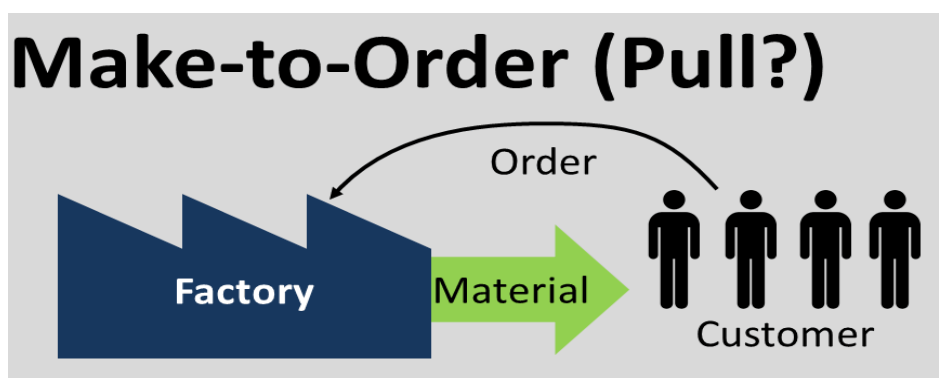 Make-to-Order (Pull?)
Order
Factory
Material
Customer